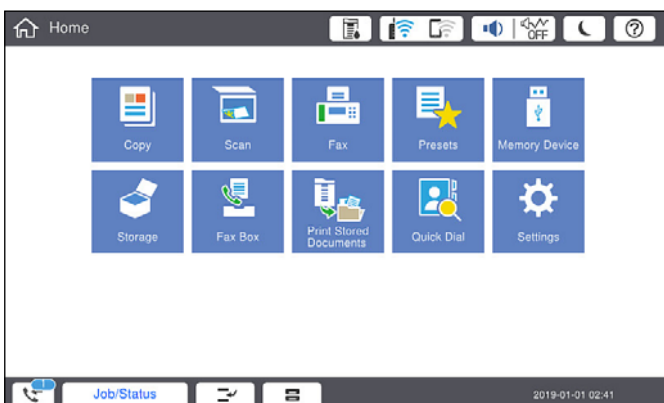 Home
OFF
Copy
Scan
Fax
Presets
Memory Device
Storage
Fax Box
Print Stored
Documents
Quick Dial
Settings
Job/Status
2019-01-01 02:41